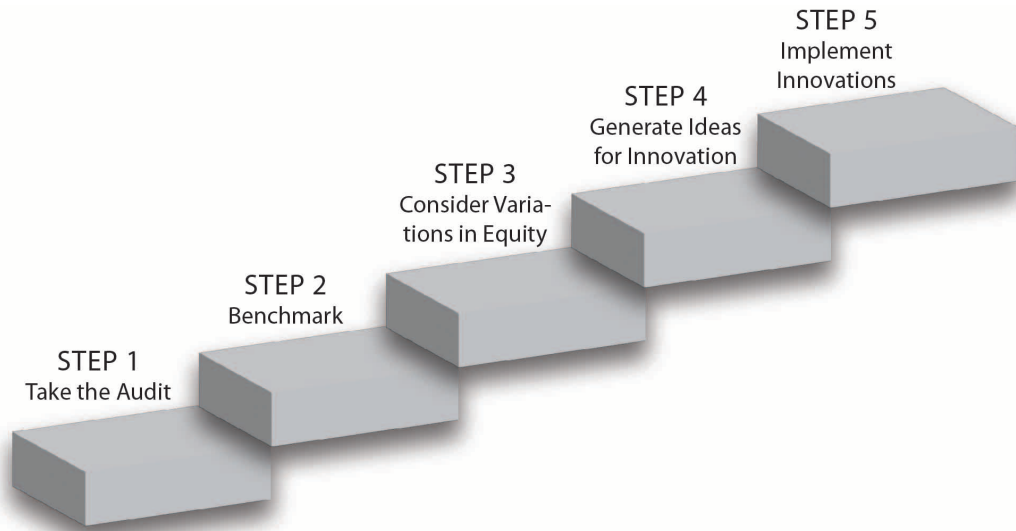 STEP 1
Take the Audit
STEP 2
Benchmark
STEP 3
Consider Varia-
tions in Equity
STEP 4
Generate Ideas
for Innovation
STEP 5
Implement
Innovations